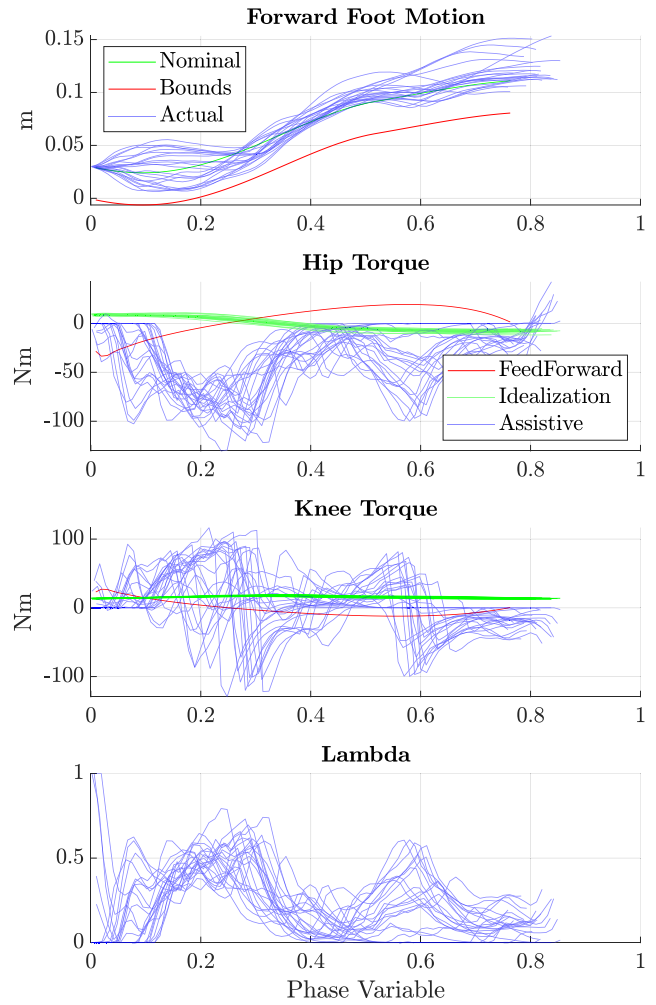 Forward Foot Motion
0.15
0.1
0.05
0
m
Nominal
Bounds
Actual
0 0.2 0.4 0.6 0.8 1
Hip Torque
0
-50
-100
Nm
FeedForward
Idealization
Assistive
0 0.2 0.4 0.6 0.8 1
Knee Torque
100
0
-100
Nm
0 0.2 0.4 0.6 0.8 1
Lambda
1
0.5
0
0 0.2 0.4 0.6 0.8 1
Phase Variable